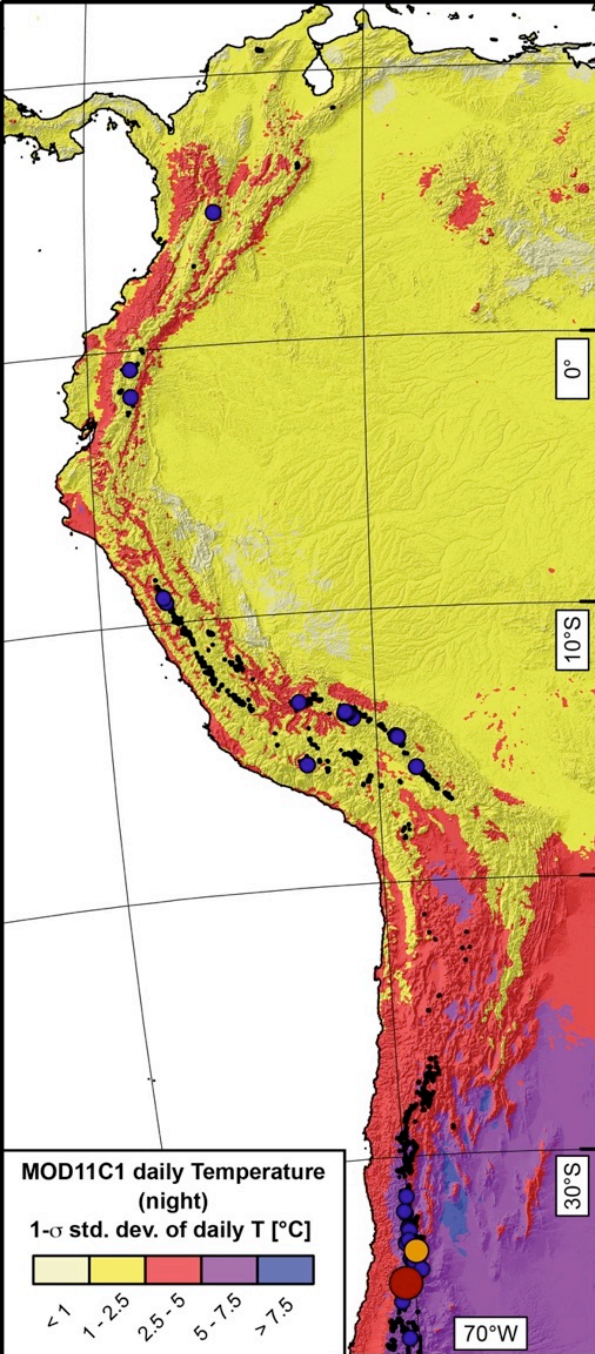 0°
10°S
30°S
MOD11C1 daily Temperature
(night)
1-σ std. dev. of daily T [°C]
< 1
1 - 2.5
2.5 - 5
5 - 7.5
> 7.5
70°W